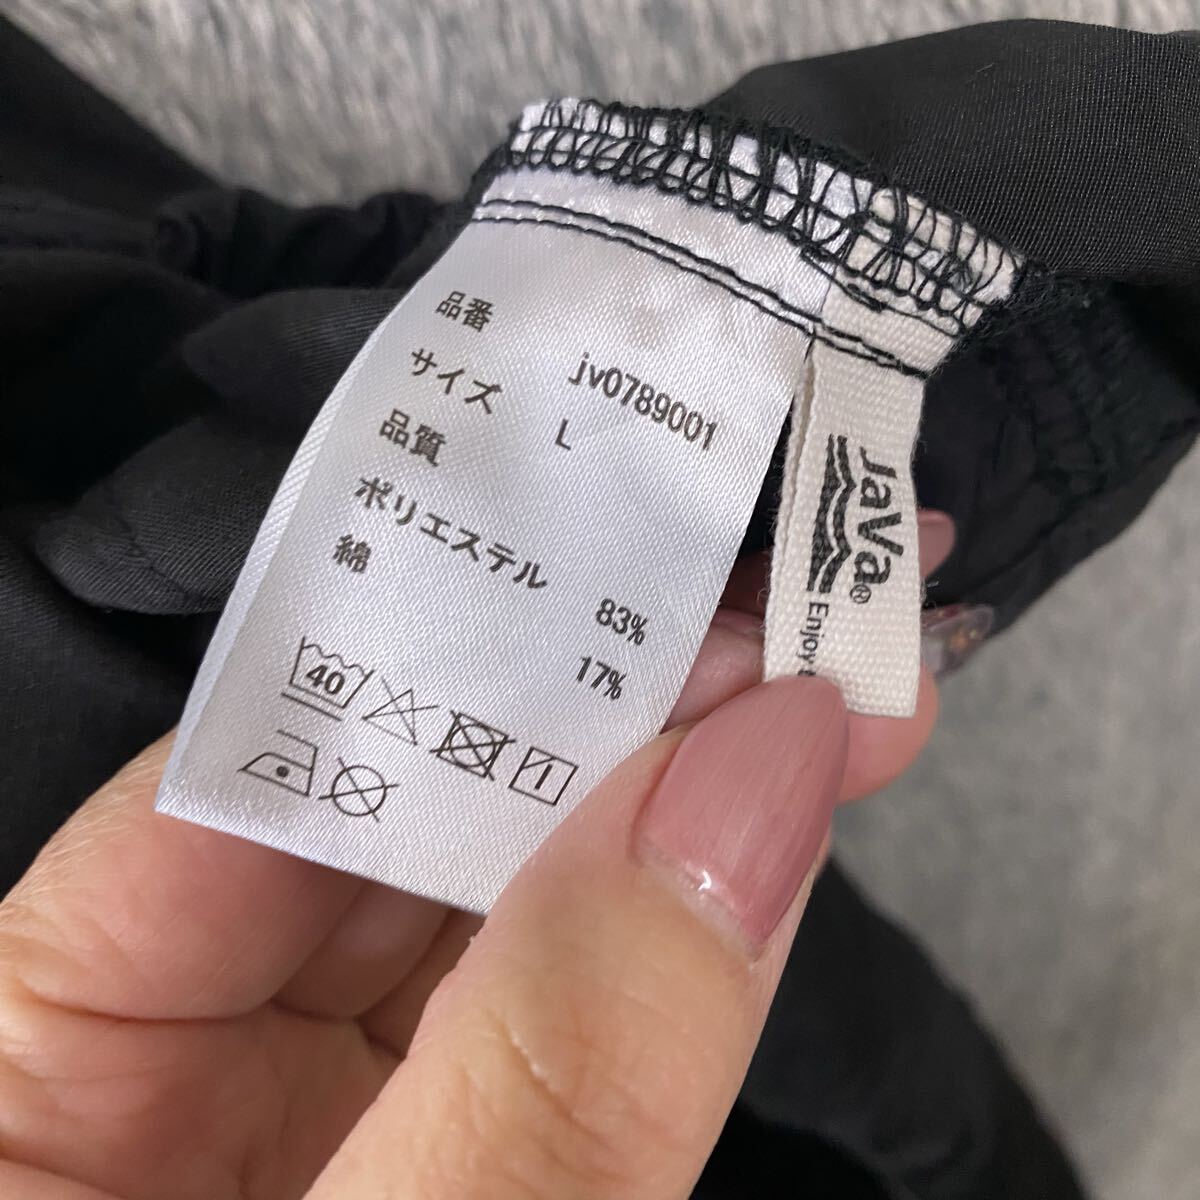 品番
jv0789001
サイズ L
品質
ポリエステル 83%
綿 17%
40
JaVa®
Enjoy